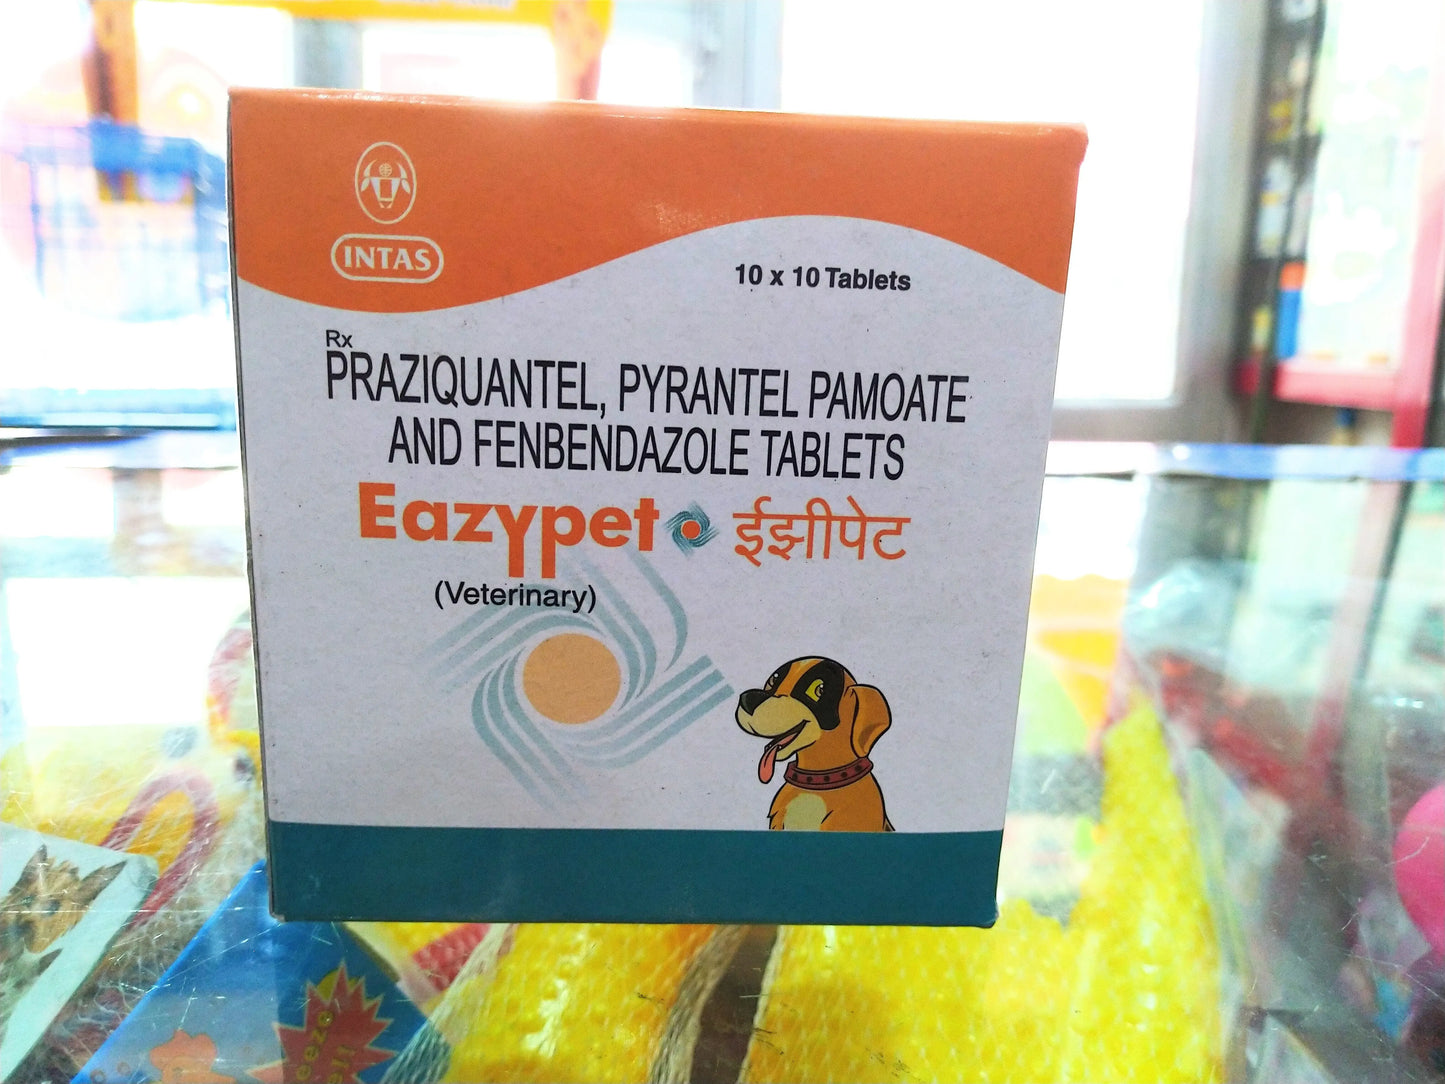 INTAS
10 x 10 Tablets
Rx
PRAZIQUANTEL, PYRANTEL PAMOATE
AND FENBENDAZOLE TABLETS
Eazypet ईझीपेट
(Veterinary)